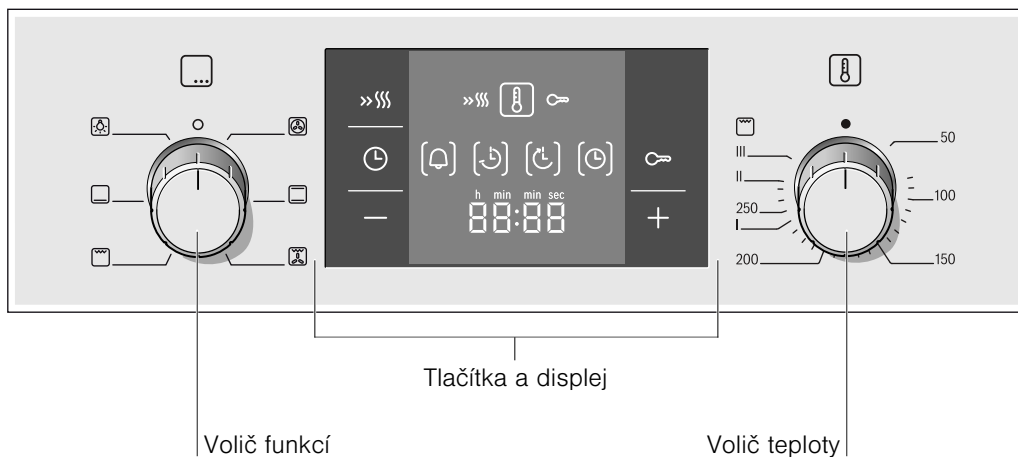 h min min sec
88:88
50
100
150
200
250
I
II
III
Tlačítka a displej
Volič funkcí
Volič teploty